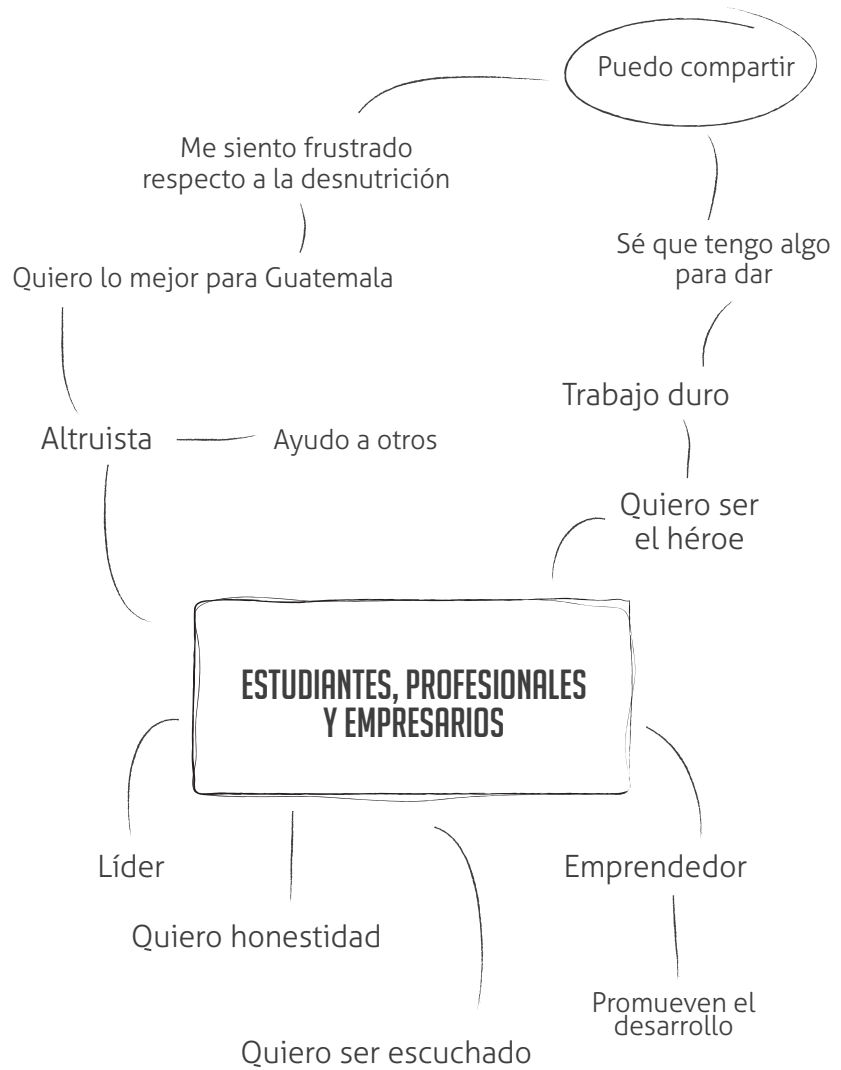 Puedo compartir
Me siento frustrado
respecto a la desnutrición
Sé que tengo algo
para dar
Quiero lo mejor para Guatemala
Trabajo duro
Altruista
Ayudo a otros
Quiero ser
el héroe
ESTUDIANTES, PROFESIONALES
Y EMPRESARIOS
Líder
Emprendedor
Quiero honestidad
Promueven el
desarrollo
Quiero ser escuchado